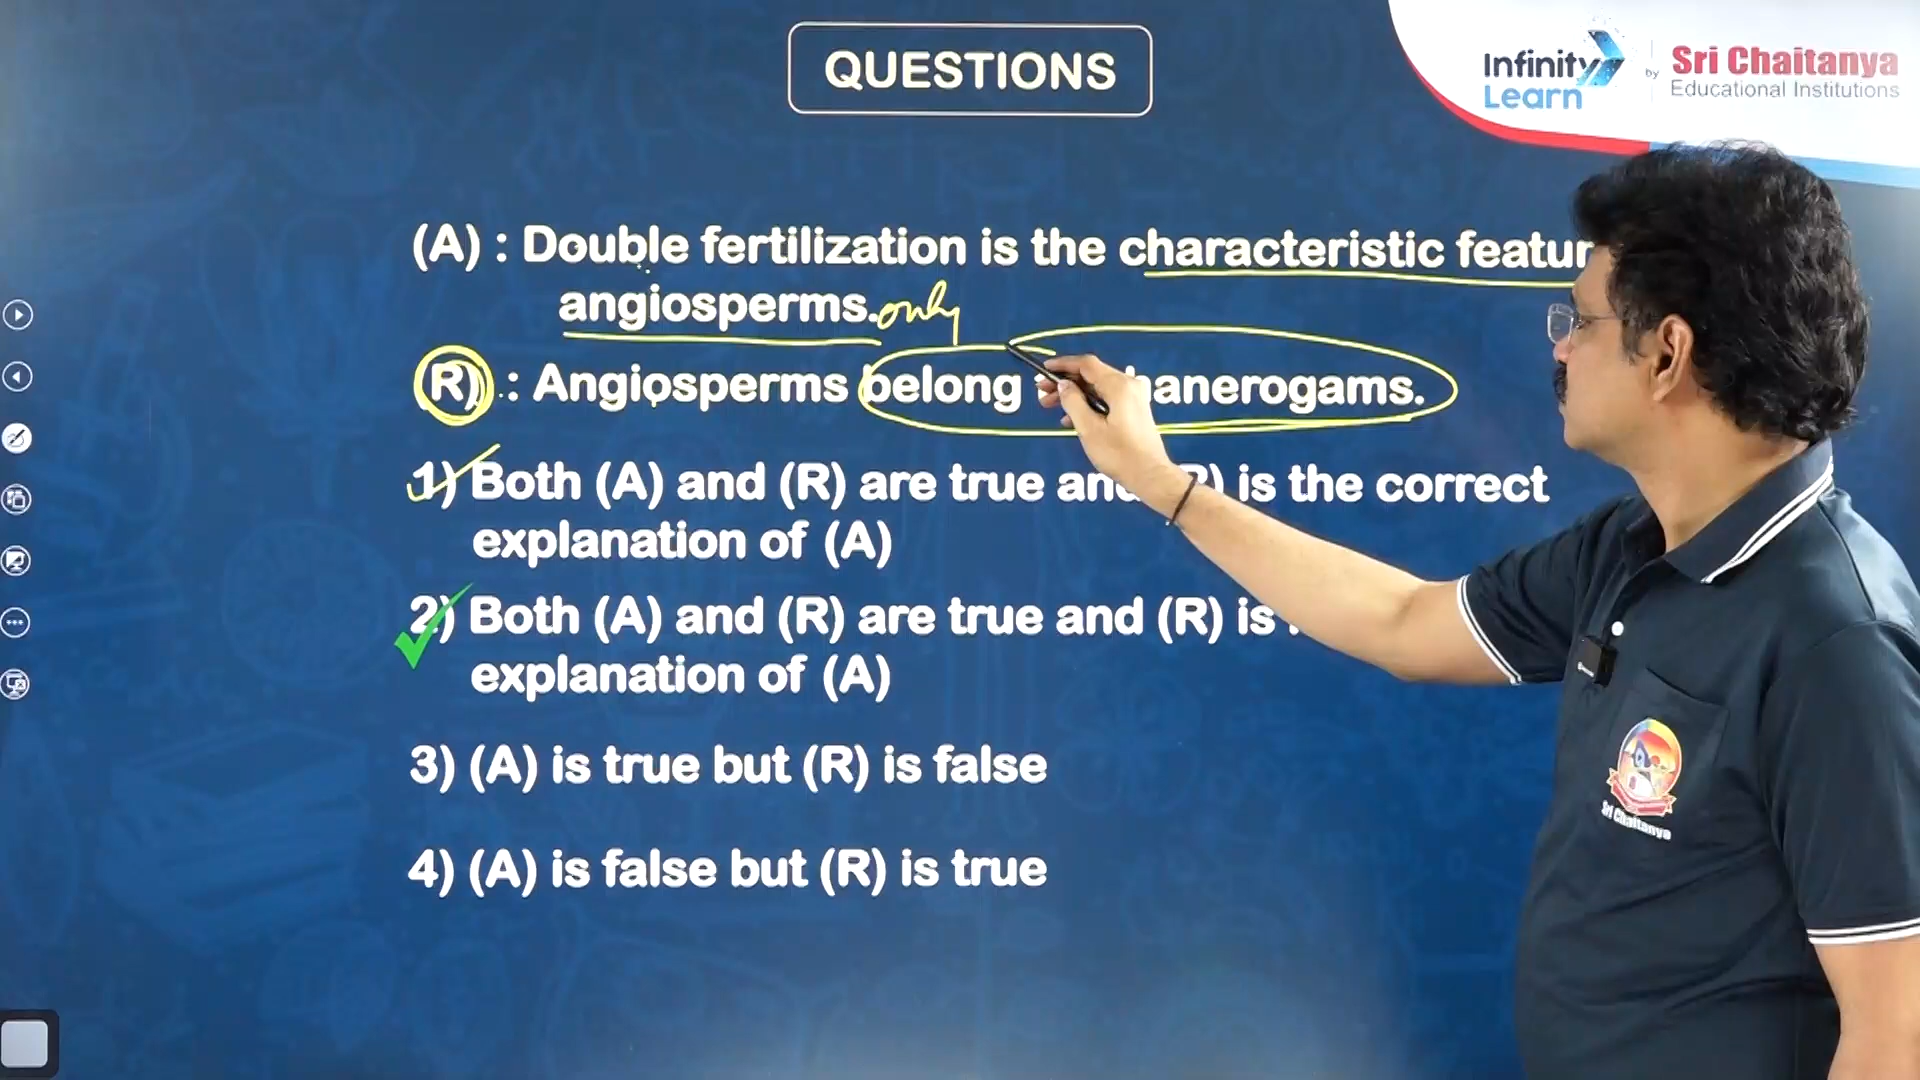 QUESTIONS
Infinity Learn by Sri Chaitanya Educational Institutions
(A) : Double fertilization is the characteristic featur
angiosperms. only
(R) : Angiosperms belong hanerogams.
1) Both (A) and (R) are true and (R) is the correct
explanation of (A)
2) Both (A) and (R) are true and (R) is
explanation of (A)
3) (A) is true but (R) is false
4) (A) is false but (R) is true
Sri Chaitanya